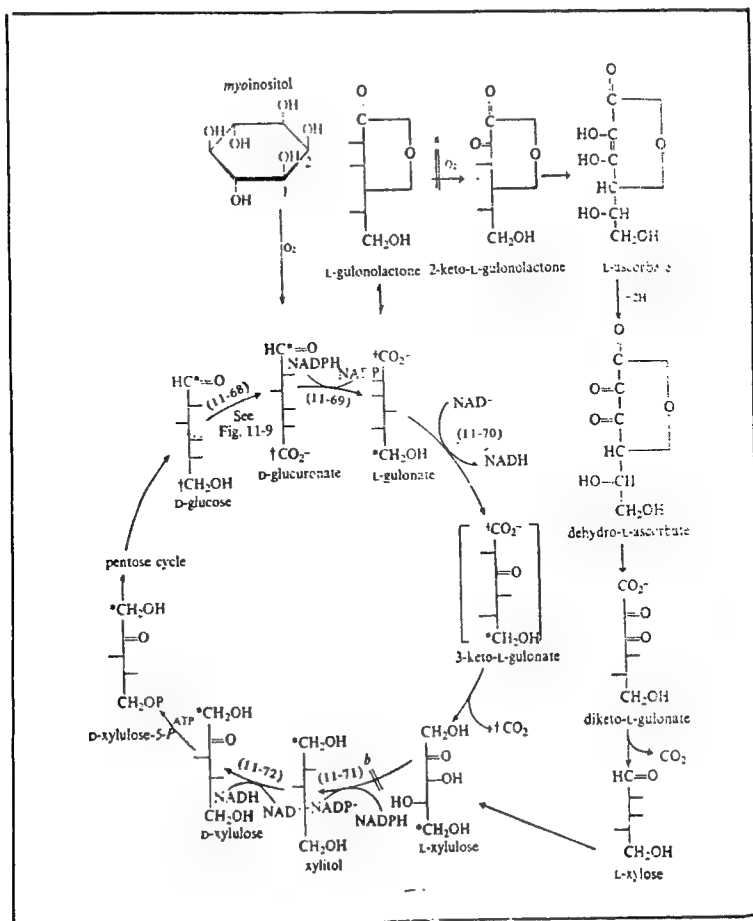 myoinositol
OH
OH
OH
OH
OH
OH
2
1
O₂
O
C
O
CH₂OH
L-gulonolactone
a
O₂
O
C
O
O
CH₂OH
2-keto-L-gulonolactone
O
C
HO-C
HO-C
HC
HO-CH
CH₂OH
O
-2H
HC*=O
(11-68)
See
Fig. 11-9
†CH₂OH
D-glucose
HC*=O
NADPH
(11-69)
†CO₂⁻
D-glucuronate
†CO₂⁻
*CH₂OH
L-gulonate
(11-70)
NADH
O
C
O=C
O=C
HC
HO-CH
CH₂OH
O
dehydro-L-ascorbate
†CO₂⁻
=O
*CH₂OH
3-keto-L-gulonate
†CO₂
CO₂⁻
=O
=O
CH₂OH
diketo-L-gulonate
CO₂
HC=O
CH₂OH
L-xylose
CH₂OH
=O
OH
HO
*CH₂OH
L-xylulose
b
(11-71)
NADPH
*CH₂OH
CH₂OH
xylitol
(11-72)
NADH
*CH₂OH
=O
CH₂OH
D-xylulose
ATP
*CH₂OH
=O
CH₂OP
D-xylulose-5-P
pentose cycle